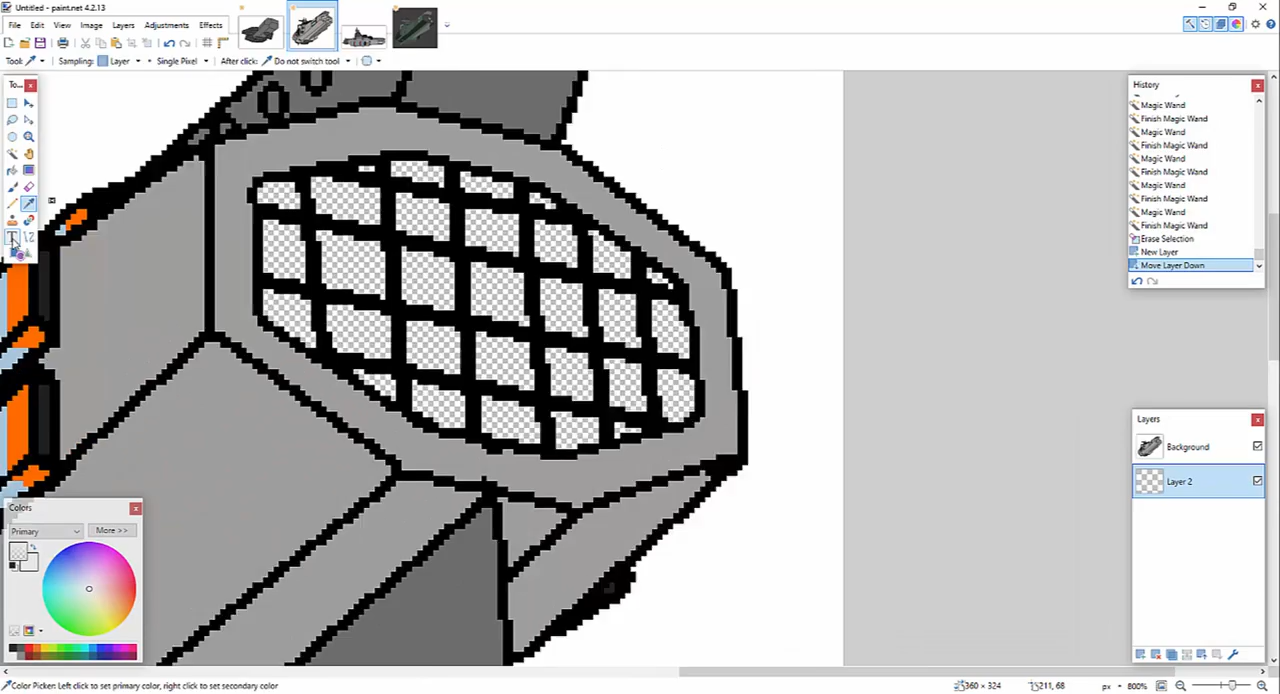 Untitled - paint.net 4.2.13
File Edit View Image Layers Adjustments Effects
Tool: Sampling: Layer Single Pixel After click: Do not switch tool
To...
History
Magic Wand
Finish Magic Wand
Magic Wand
Finish Magic Wand
Magic Wand
Finish Magic Wand
Magic Wand
Finish Magic Wand
Magic Wand
Finish Magic Wand
Erase Selection
New Layer
Move Layer Down
Layers
Background
Layer 2
Colors
Primary More >>
Color Picker: Left click to set primary color, right click to set secondary color
360 × 324 211, 68 px 800%